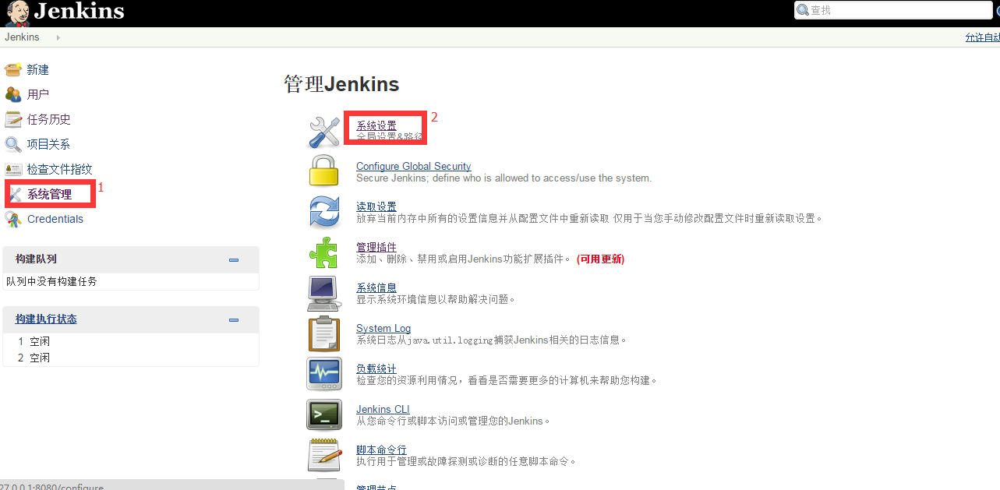 Jenkins
查找
Jenkins
允许自动
新建
用户
任务历史
项目关系
检查文件指纹
系统管理
1
Credentials
构建队列
队列中没有构建任务
构建执行状态
1 空闲
2 空闲
管理Jenkins
系统设置
2
全局设置&路径
Configure Global Security
Secure Jenkins; define who is allowed to access/use the system.
读取设置
放弃当前内存中所有的设置信息并从配置文件中重新读取 仅用于当您手动修改配置文件时重新读取设置。
管理插件
添加、删除、禁用或启用Jenkins功能扩展插件。 (可用更新)
系统信息
显示系统环境信息以帮助解决问题。
System Log
系统日志从java.util.logging捕获Jenkins相关的日志信息。
负载统计
检查您的资源利用情况，看看是否需要更多的计算机来帮助您构建。
Jenkins CLI
从您命令行或脚本访问或管理您的Jenkins。
脚本命令行
执行用于管理或故障探测或诊断的任意脚本命令。
管理节点
27.0.0.1:8080/configure